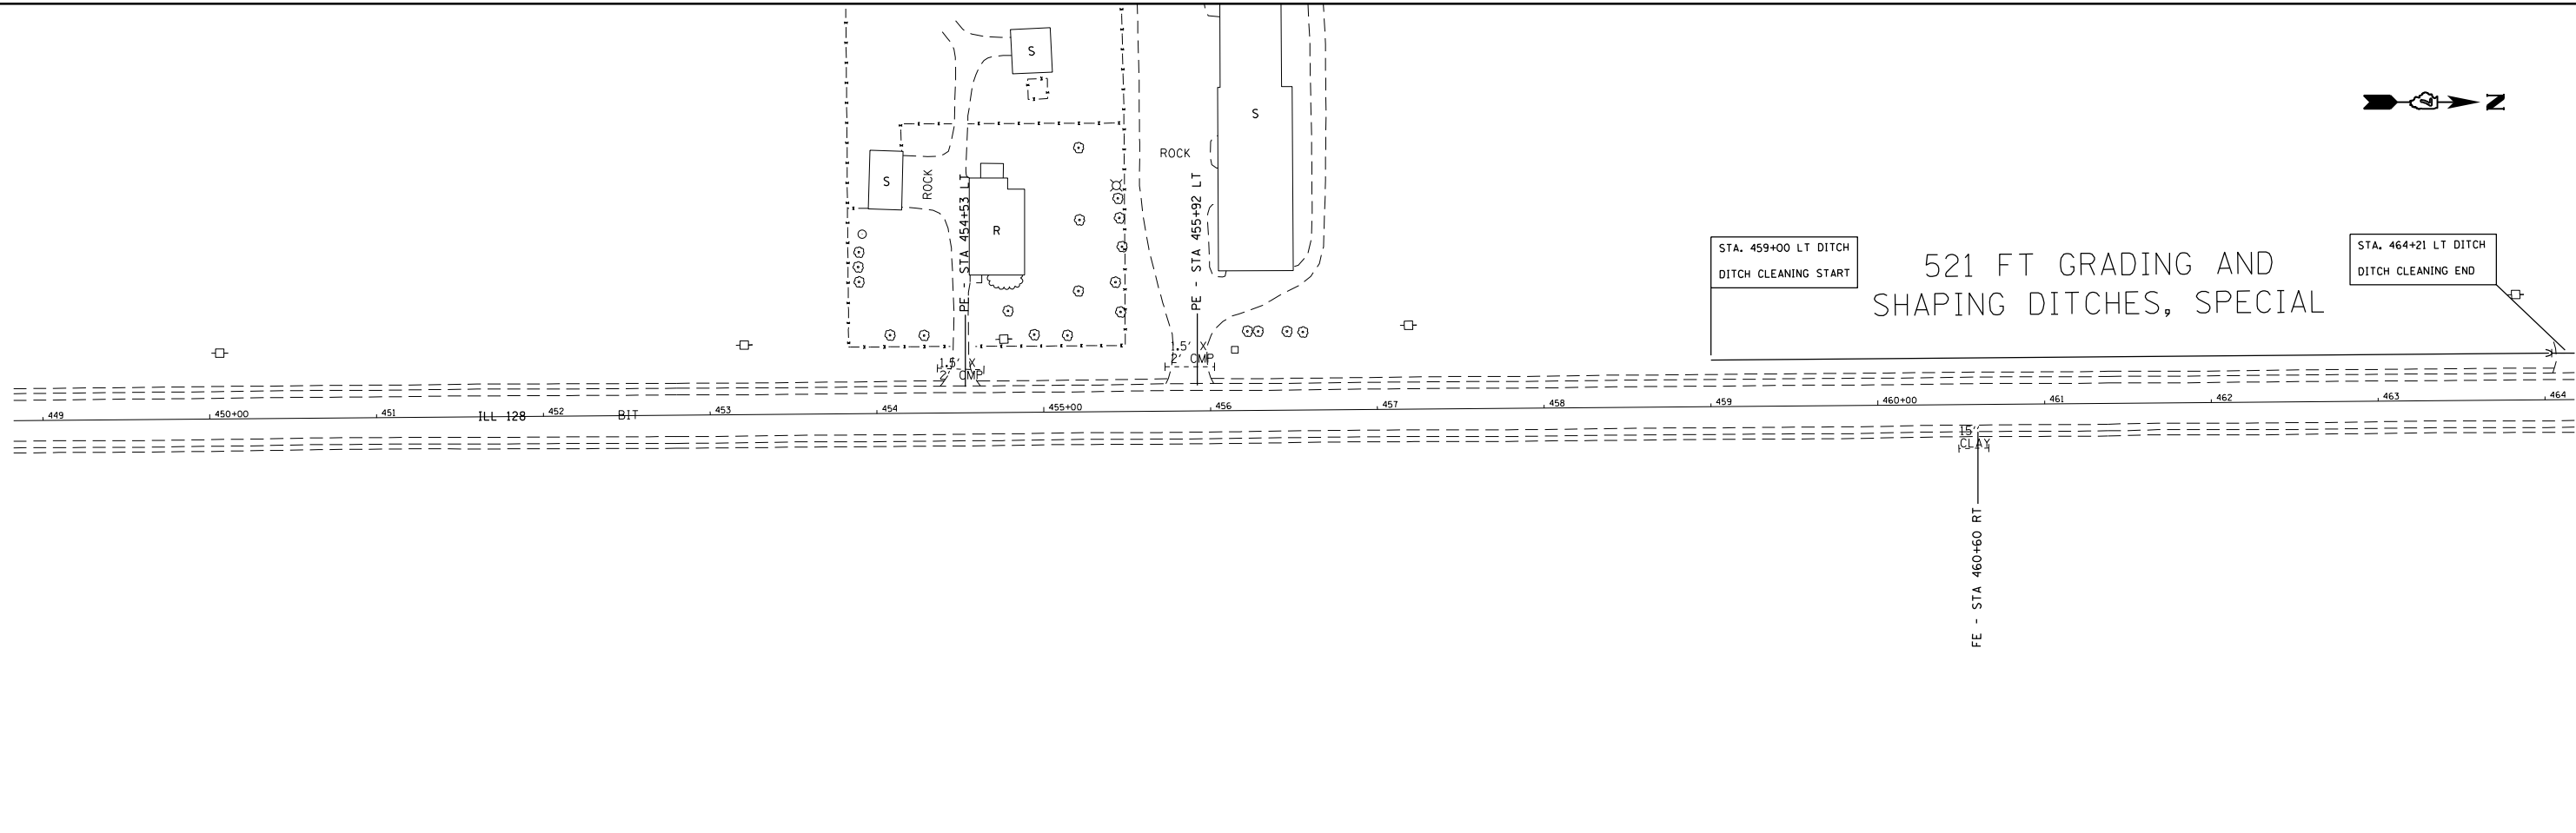 S
N
S
ROCK
S
ROCK
PE - STA 454+53 LT
R
PE - STA 455+92 LT
STA. 459+00 LT DITCH
DITCH CLEANING START
521 FT GRADING AND
SHAPING DITCHES, SPECIAL
STA. 464+21 LT DITCH
DITCH CLEANING END
1.5' X
2' CMP
1.5' X
2' CMP
449
450+00
451
ILL 128
452
BIT
453
454
455+00
456
457
458
459
460+00
461
462
463
464
15"
CLAY
FE - STA 460+60 RT